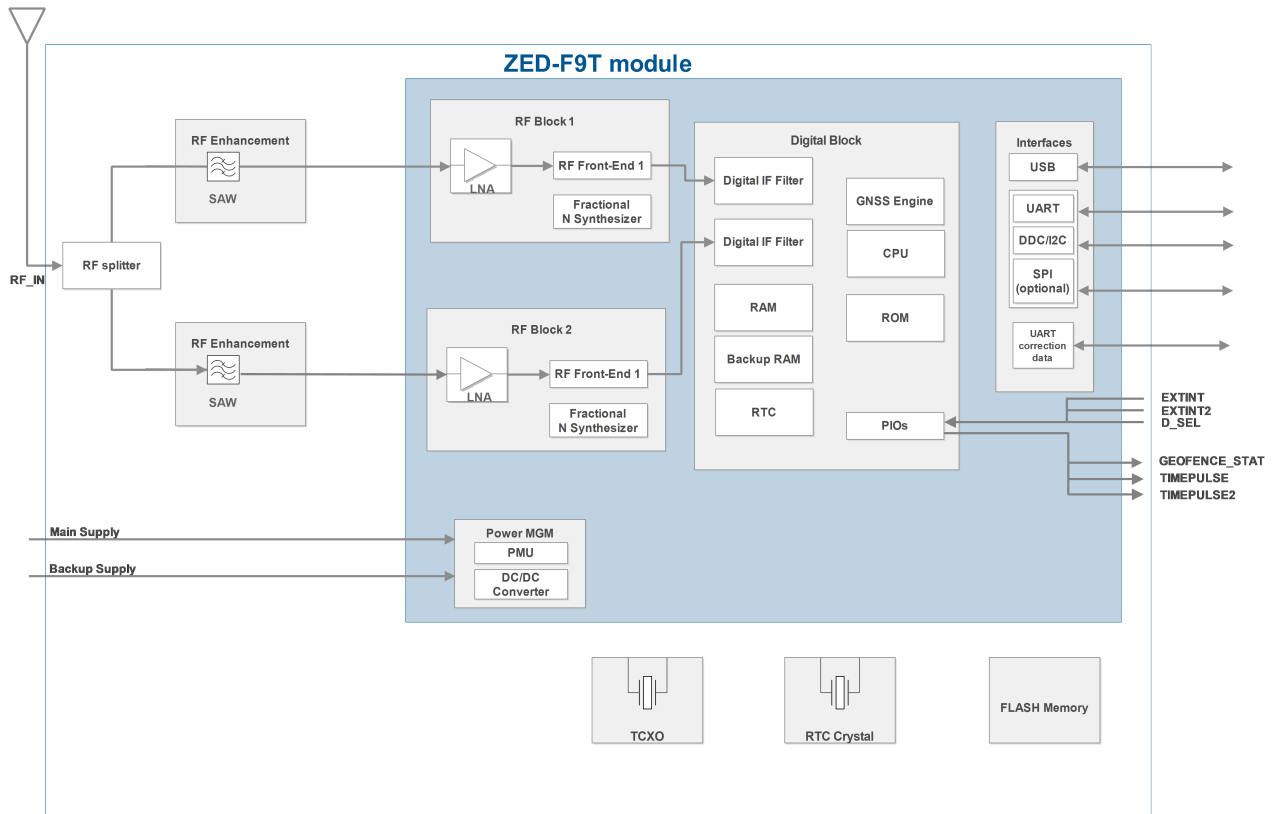 ZED-F9T module
RF_IN
RF splitter
RF Enhancement
SAW
RF Enhancement
SAW
RF Block 1
LNA
RF Front-End 1
Fractional
N Synthesizer
RF Block 2
LNA
RF Front-End 1
Fractional
N Synthesizer
Digital Block
Digital IF Filter
Digital IF Filter
RAM
Backup RAM
RTC
GNSS Engine
CPU
ROM
PIOs
Interfaces
USB
UART
DDC/I2C
SPI
(optional)
UART
correction
data
EXTINT
EXTINT2
D_SEL
GEOFENCE_STAT
TIMEPULSE
TIMEPULSE2
Main Supply
Backup Supply
Power MGM
PMU
DC/DC
Converter
TCXO
RTC Crystal
FLASH Memory